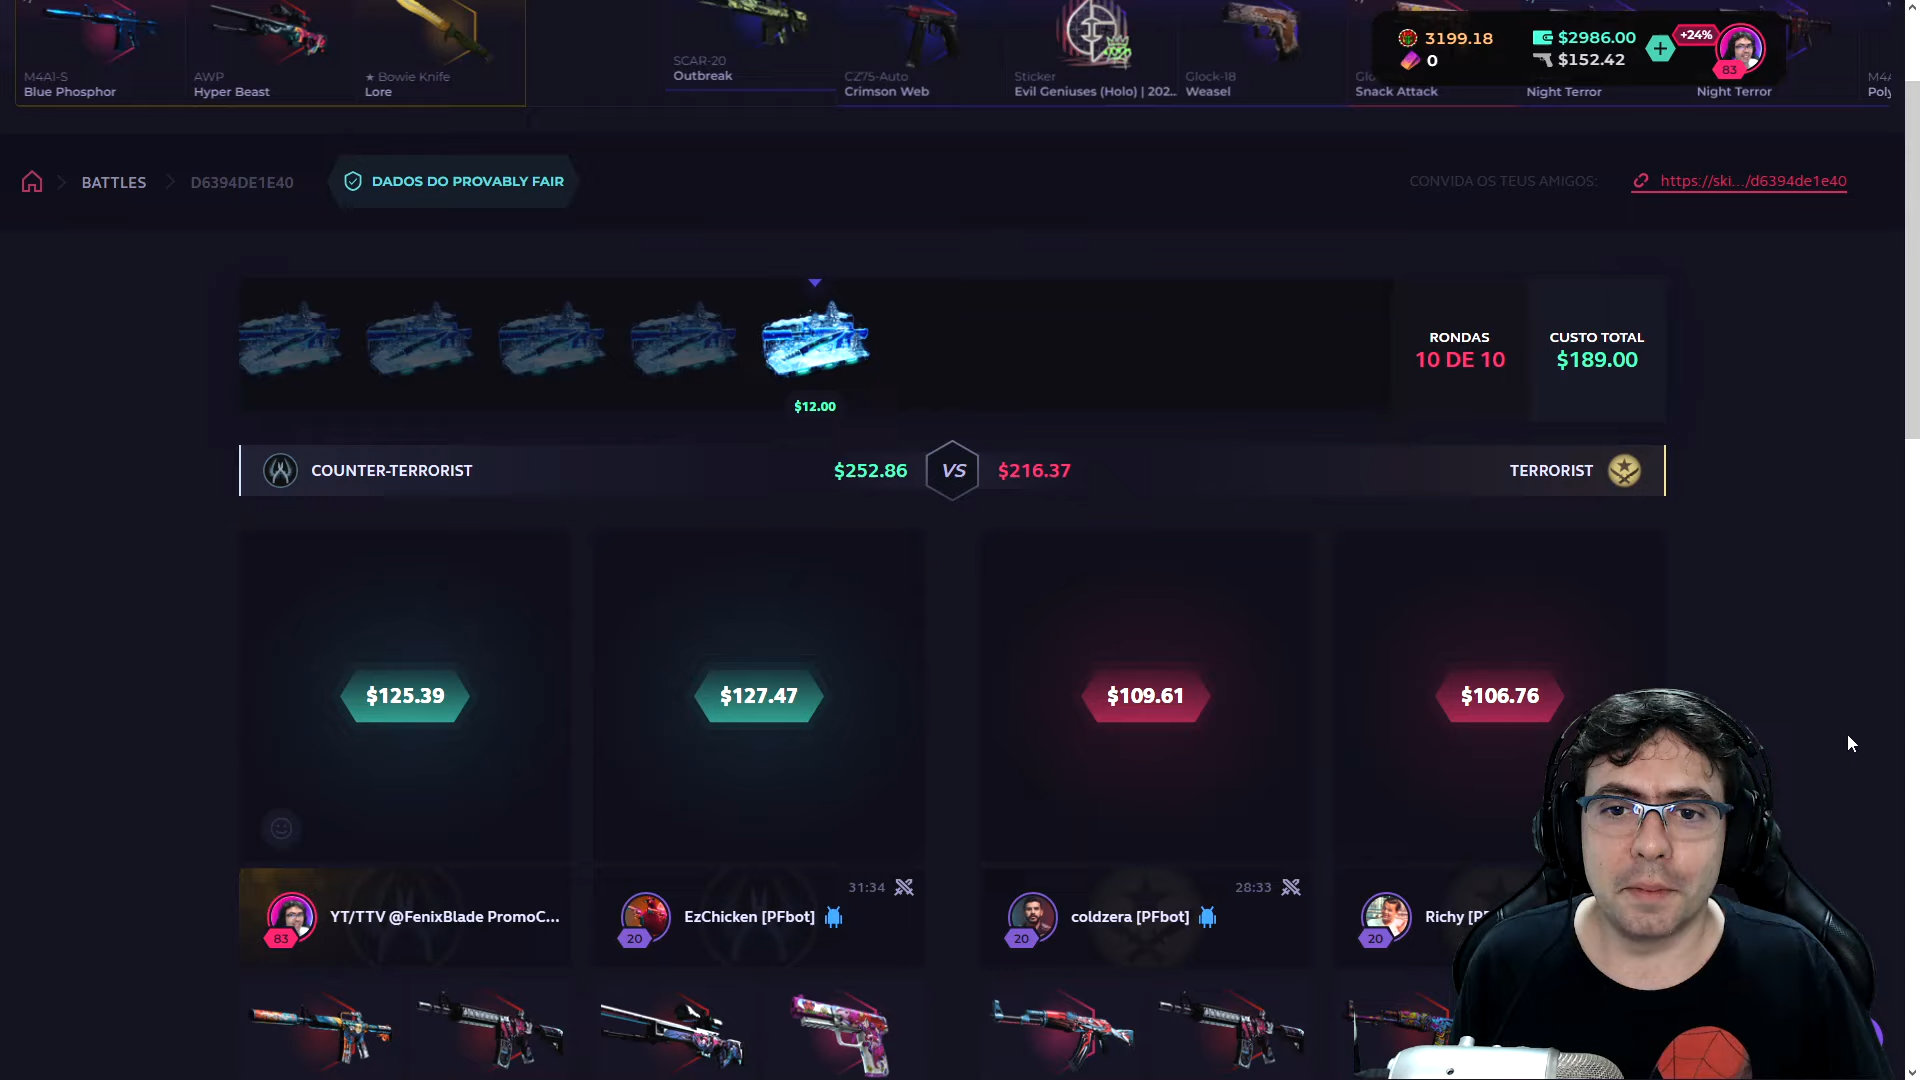 3199.18
$2986.00
+24%
0
$152.42
83
M4A1-S
Blue Phosphor
AWP
Hyper Beast
★ Bowie Knife
Lore
SCAR-20
Outbreak
CZ75-Auto
Crimson Web
Sticker
Evil Geniuses (Holo) | 202...
Glock-18
Weasel
Snack Attack
Night Terror
Night Terror
BATTLES
D6394DE1E40
DADOS DO PROVABLY FAIR
CONVIDA OS TEUS AMIGOS:
https://ski.../d6394de1e40
RONDAS
10 DE 10
CUSTO TOTAL
$189.00
$12.00
COUNTER-TERRORIST
$252.86
VS
$216.37
TERRORIST
$125.39
$127.47
$109.61
$106.76
31:34
28:33
YT/TTV @FenixBlade PromoC...
83
EzChicken [PFbot]
20
coldzera [PFbot]
20
Richy
20